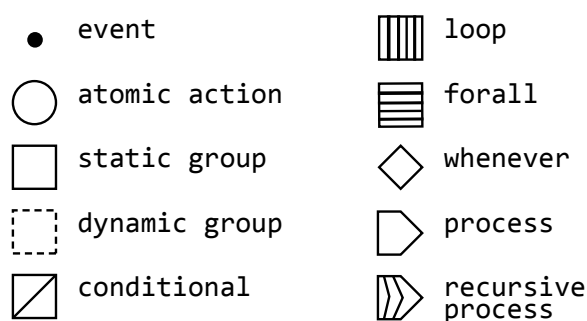 event
atomic action
static group
dynamic group
conditional
loop
forall
whenever
process
recursive
process